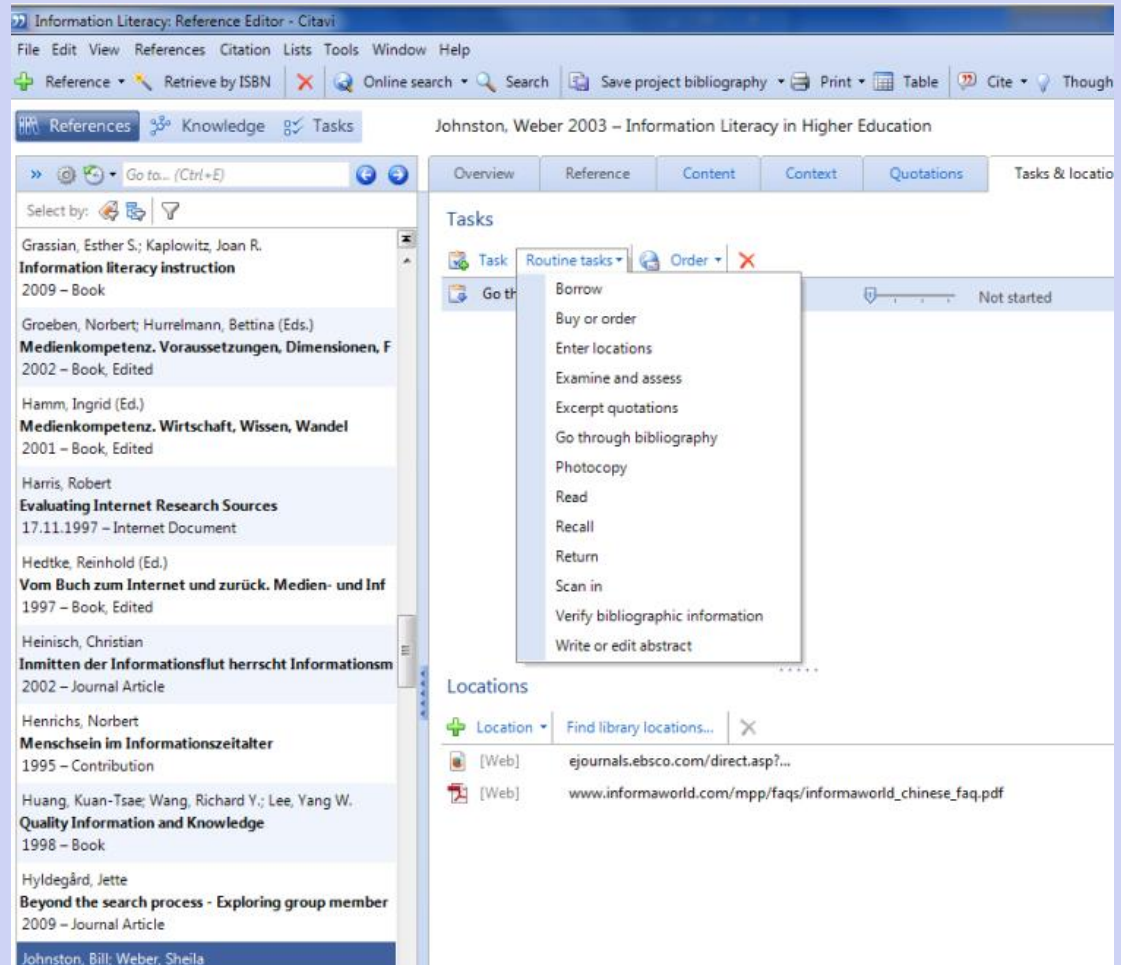 Information Literacy: Reference Editor - Citavi
File Edit View References Citation Lists Tools Window Help
Reference Retrieve by ISBN Online search Search Save project bibliography Print Table Cite Though
References Knowledge Tasks
Johnston, Weber 2003 – Information Literacy in Higher Education
Go to... (Ctrl+E)
Select by:
Grassian, Esther S.; Kaplowitz, Joan R.
Information literacy instruction
2009 – Book
Groeben, Norbert; Hurrelmann, Bettina (Eds.)
Medienkompetenz. Voraussetzungen, Dimensionen, F
2002 – Book, Edited
Hamm, Ingrid (Ed.)
Medienkompetenz. Wirtschaft, Wissen, Wandel
2001 – Book, Edited
Harris, Robert
Evaluating Internet Research Sources
17.11.1997 – Internet Document
Hedtke, Reinhold (Ed.)
Vom Buch zum Internet und zurück. Medien- und Inf
1997 – Book, Edited
Heinisch, Christian
Inmitten der Informationsflut herrscht Informationsm
2002 – Journal Article
Henrichs, Norbert
Menschsein im Informationszeitalter
1995 – Contribution
Huang, Kuan-Tsae; Wang, Richard Y.; Lee, Yang W.
Quality Information and Knowledge
1998 – Book
Hyldegård, Jette
Beyond the search process - Exploring group member
2009 – Journal Article
Johnston, Bill; Weber, Sheila
Overview Reference Content Context Quotations Tasks & locatio
Tasks
Task Routine tasks Order
Go th Not started
Borrow
Buy or order
Enter locations
Examine and assess
Excerpt quotations
Go through bibliography
Photocopy
Read
Recall
Return
Scan in
Verify bibliographic information
Write or edit abstract
Locations
Location Find library locations...
[Web] ejournals.ebsco.com/direct.asp?...
[Web] www.informaworld.com/mpp/faqs/informaworld_chinese_faq.pdf